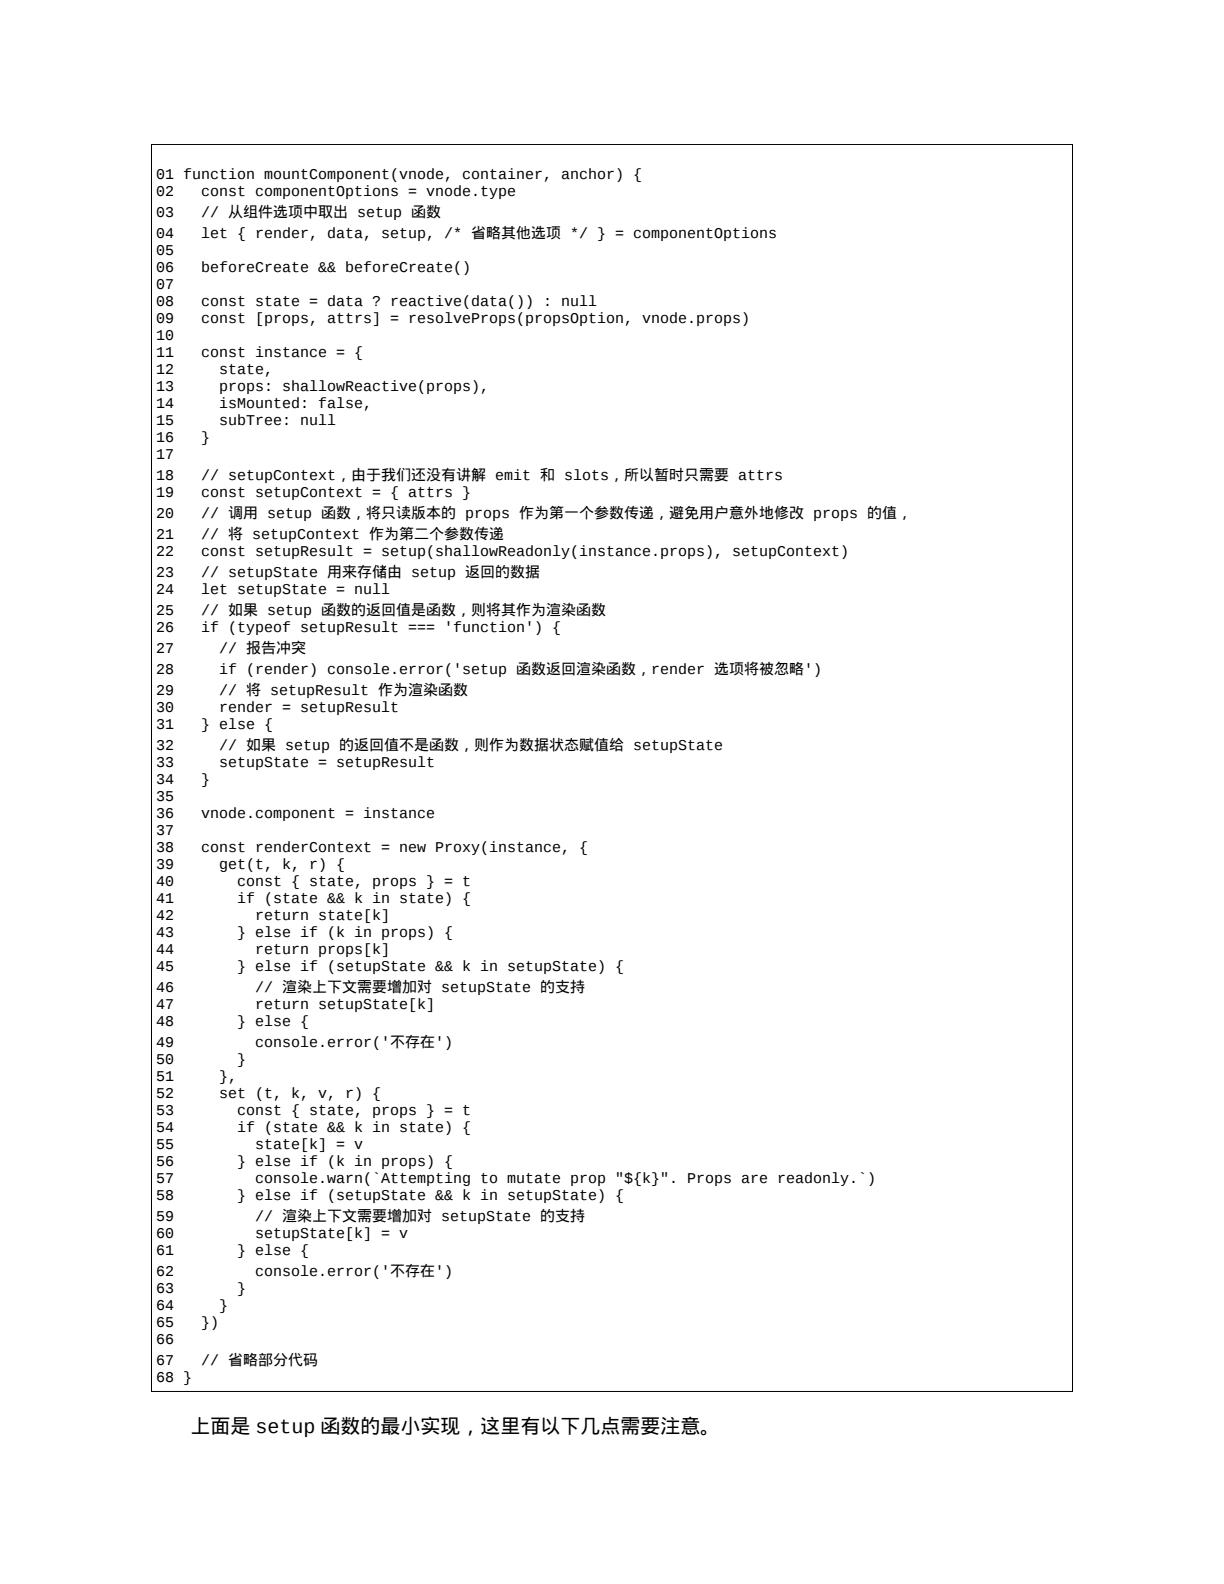 01 function mountComponent(vnode, container, anchor) {
02   const componentOptions = vnode.type
03   // 从组件选项中取出 setup 函数
04   let { render, data, setup, /* 省略其他选项 */ } = componentOptions
05
06   beforeCreate && beforeCreate()
07
08   const state = data ? reactive(data()) : null
09   const [props, attrs] = resolveProps(propsOption, vnode.props)
10
11   const instance = {
12     state,
13     props: shallowReactive(props),
14     isMounted: false,
15     subTree: null
16   }
17
18   // setupContext，由于我们还没有讲解 emit 和 slots，所以暂时只需要 attrs
19   const setupContext = { attrs }
20   // 调用 setup 函数，将只读版本的 props 作为第一个参数传递，避免用户意外地修改 props 的值，
21   // 将 setupContext 作为第二个参数传递
22   const setupResult = setup(shallowReadonly(instance.props), setupContext)
23   // setupState 用来存储由 setup 返回的数据
24   let setupState = null
25   // 如果 setup 函数的返回值是函数，则将其作为渲染函数
26   if (typeof setupResult === 'function') {
27     // 报告冲突
28     if (render) console.error('setup 函数返回渲染函数，render 选项将被忽略')
29     // 将 setupResult 作为渲染函数
30     render = setupResult
31   } else {
32     // 如果 setup 的返回值不是函数，则作为数据状态赋值给 setupState
33     setupState = setupResult
34   }
35
36   vnode.component = instance
37
38   const renderContext = new Proxy(instance, {
39     get(t, k, r) {
40       const { state, props } = t
41       if (state && k in state) {
42         return state[k]
43       } else if (k in props) {
44         return props[k]
45       } else if (setupState && k in setupState) {
46         // 渲染上下文需要增加对 setupState 的支持
47         return setupState[k]
48       } else {
49         console.error('不存在')
50       }
51     },
52     set (t, k, v, r) {
53       const { state, props } = t
54       if (state && k in state) {
55         state[k] = v
56       } else if (k in props) {
57         console.warn(`Attempting to mutate prop "${k}". Props are readonly.`)
58       } else if (setupState && k in setupState) {
59         // 渲染上下文需要增加对 setupState 的支持
60         setupState[k] = v
61       } else {
62         console.error('不存在')
63       }
64     }
65   })
66
67   // 省略部分代码
68 }
上面是 setup 函数的最小实现，这里有以下几点需要注意。